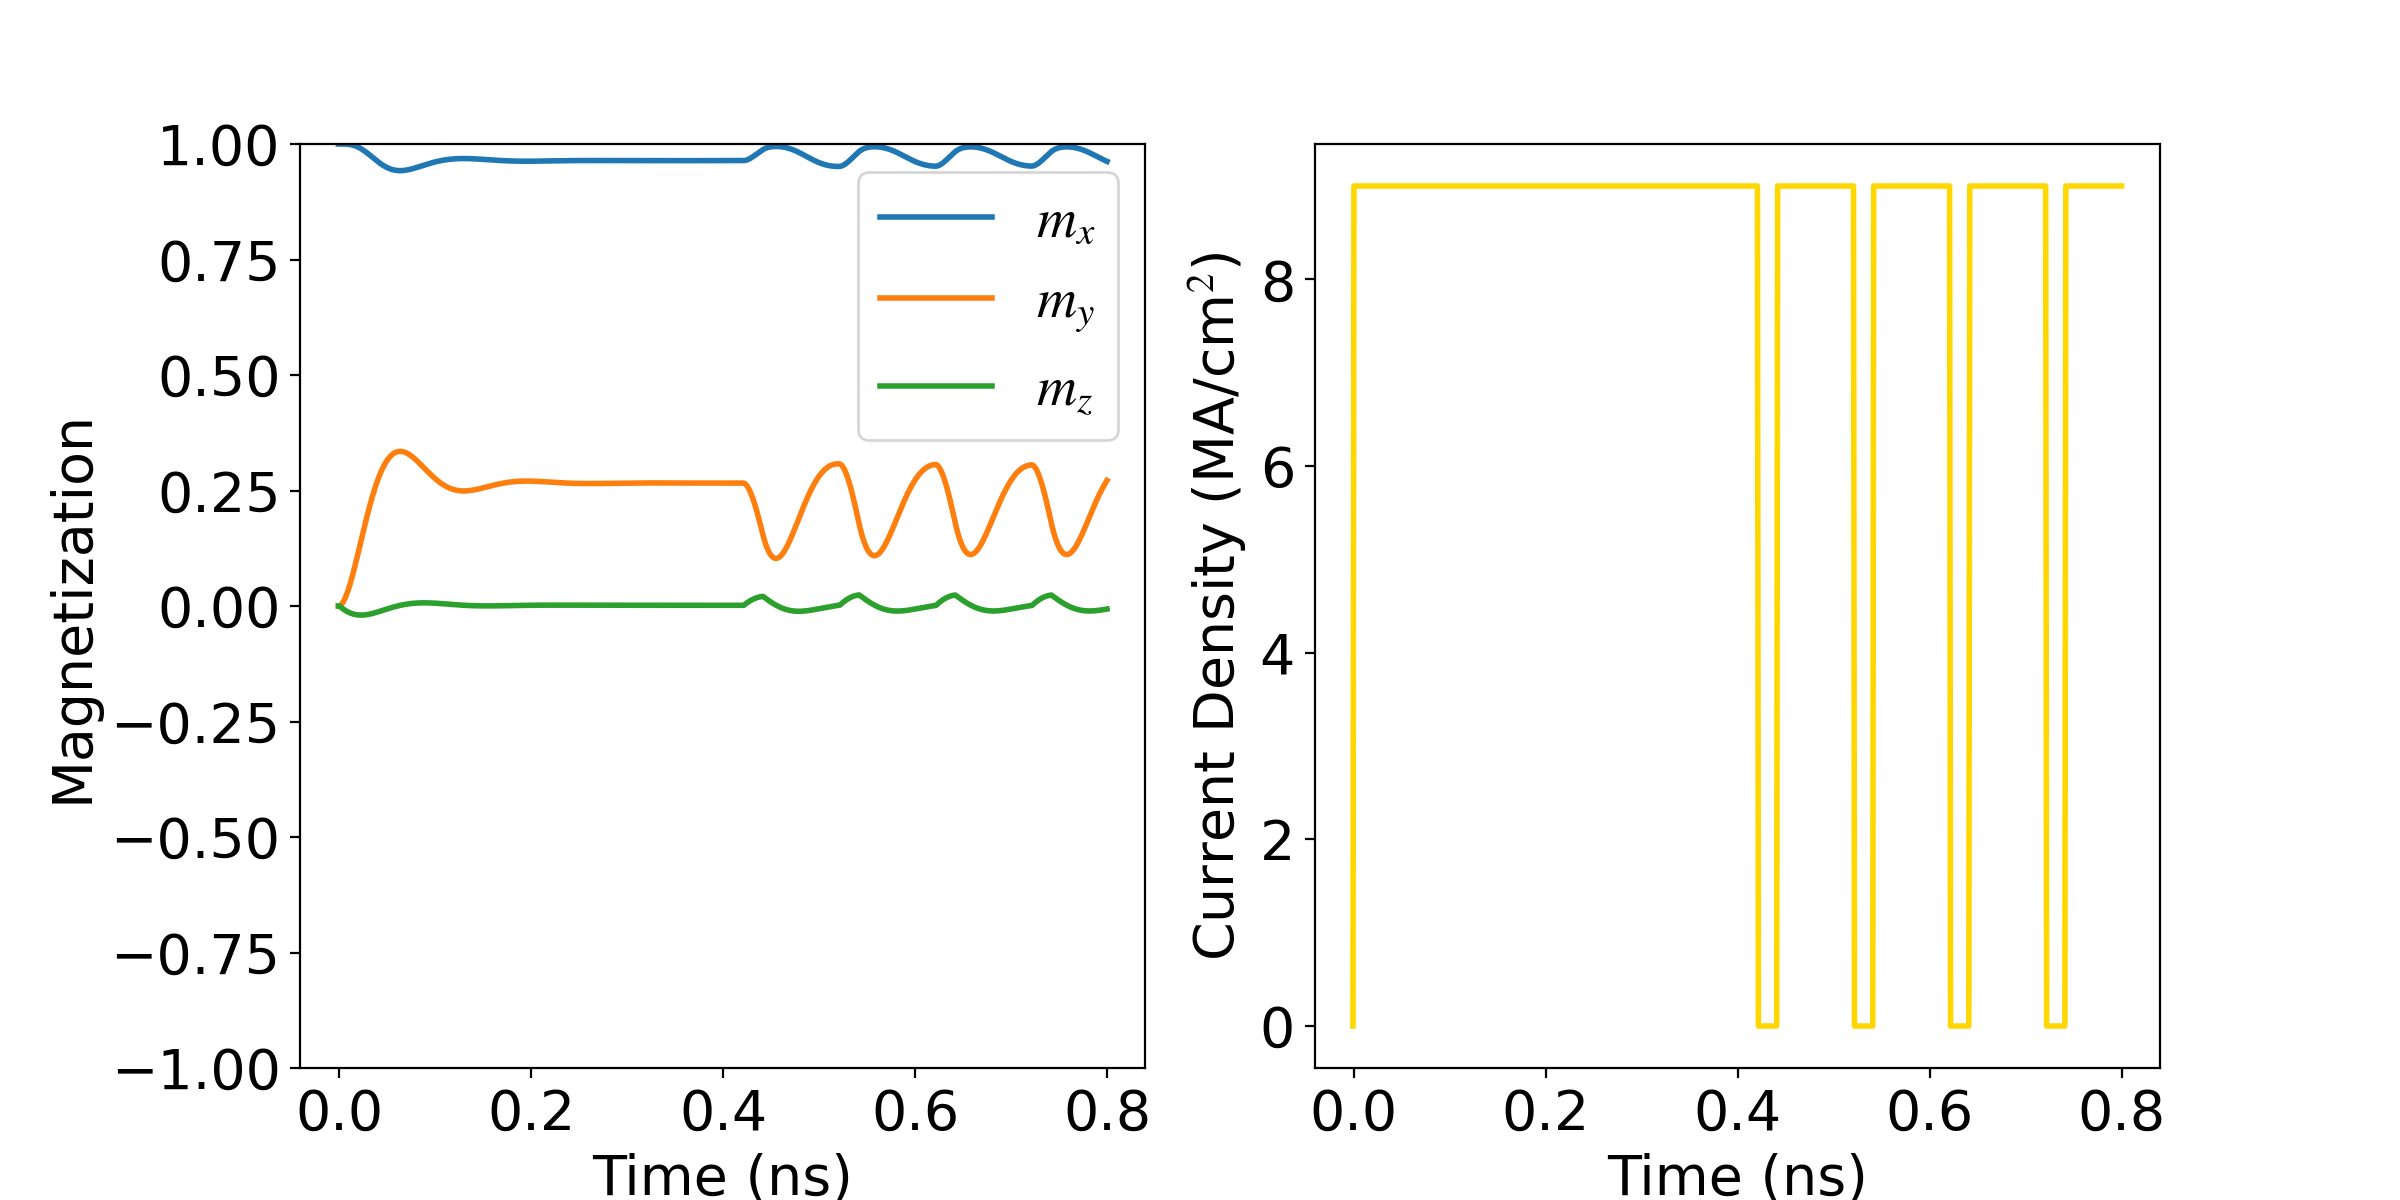 Magnetization
1.00
0.75
0.50
0.25
0.00
−0.25
−0.50
−0.75
−1.00
0.0 0.2 0.4 0.6 0.8
Time (ns)
m_x
m_y
m_z
Current Density (MA/cm²)
8
6
4
2
0
0.0 0.2 0.4 0.6 0.8
Time (ns)